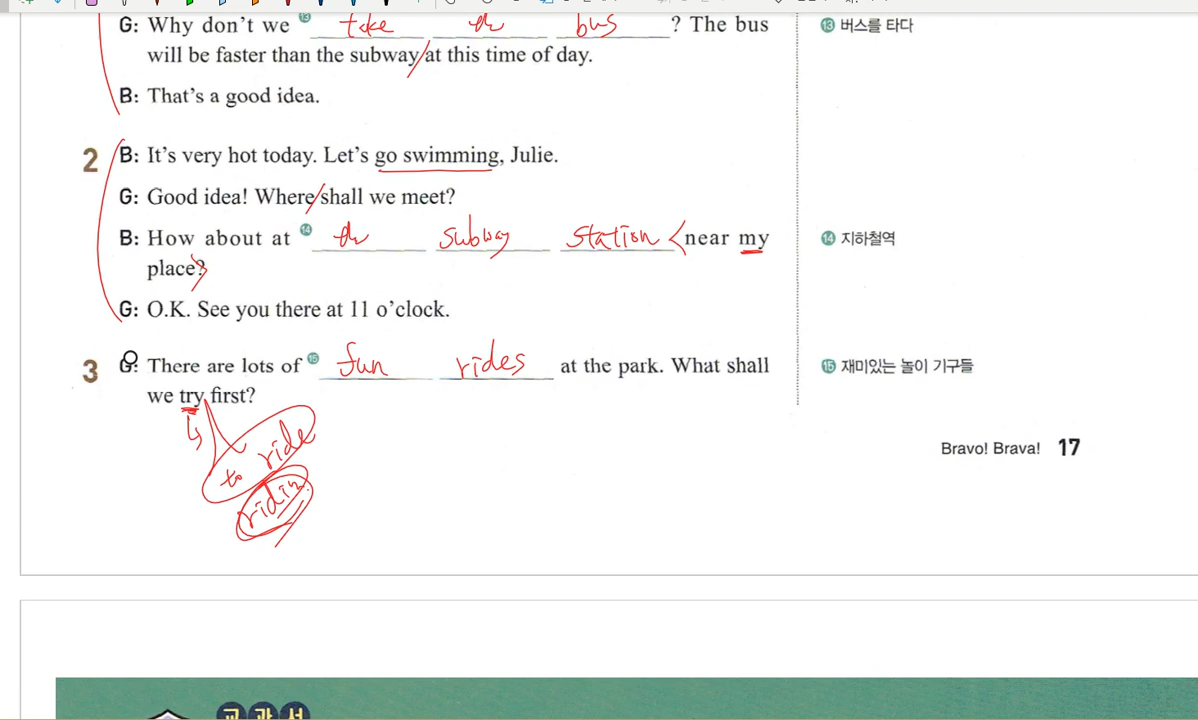 G: Why don't we ⑬ take the bus ? The bus
⑬ 버스를 타다
will be faster than the subway/at this time of day.
B: That's a good idea.
2 B: It's very hot today. Let's go swimming, Julie.
G: Good idea! Where/shall we meet?
B: How about at ⑭ the subway station <near my
⑭ 지하철역
place?
G: O.K. See you there at 11 o'clock.
3 G: There are lots of ⑮ fun rides at the park. What shall
⑮ 재미있는 놀이 기구들
we try first?
to ride
Bravo! Brava! 17
교과서